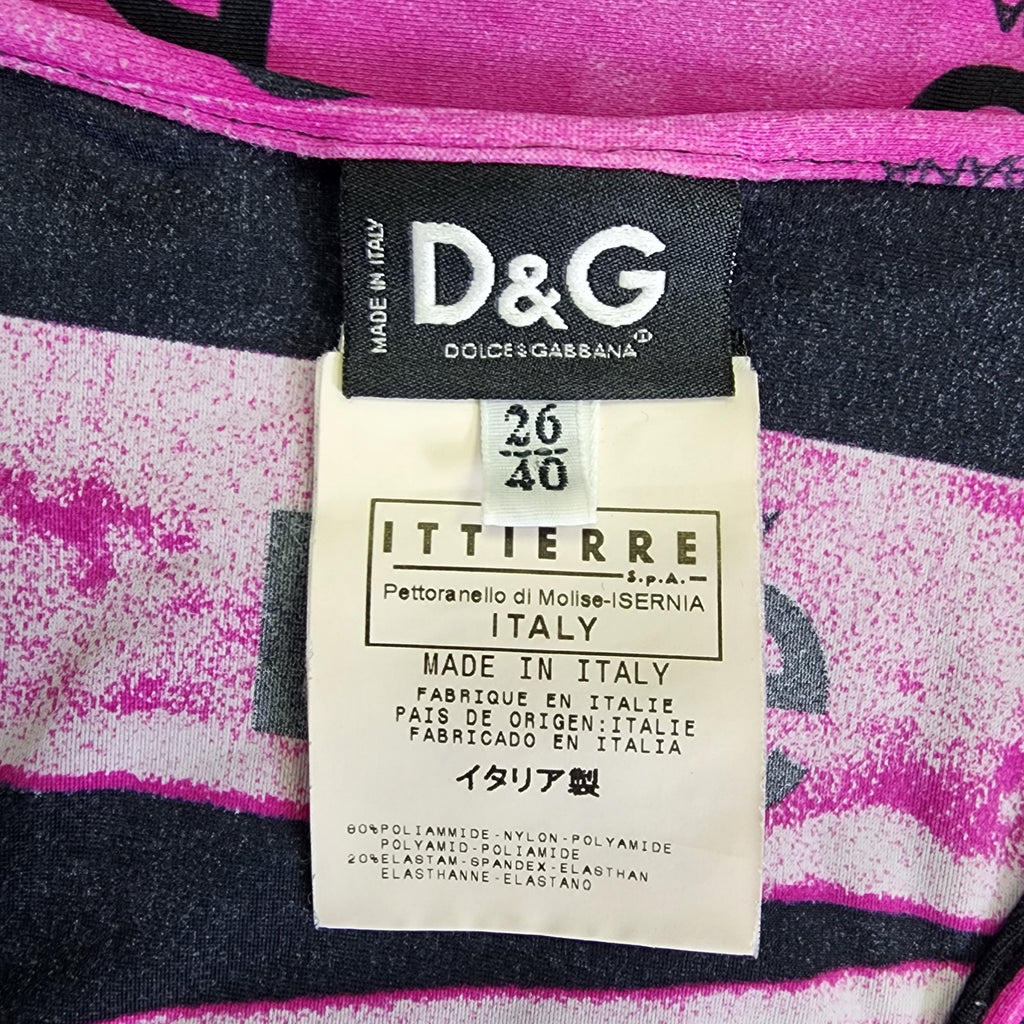 MADE IN ITALY
D&G
DOLCE&GABBANA
26
40
ITTIERRE
S.p.A.
Pettoranello di Molise-ISERNIA
ITALY
MADE IN ITALY
FABRIQUE EN ITALIE
PAIS DE ORIGEN:ITALIE
FABRICADO EN ITALIA
イタリア製
80%POLIAMMIDE-NYLON-POLYAMIDE
POLYAMID-POLIAMIDE
20%ELASTAM-SPANDEX-ELASTHAN
ELASTHANNE-ELASTANO